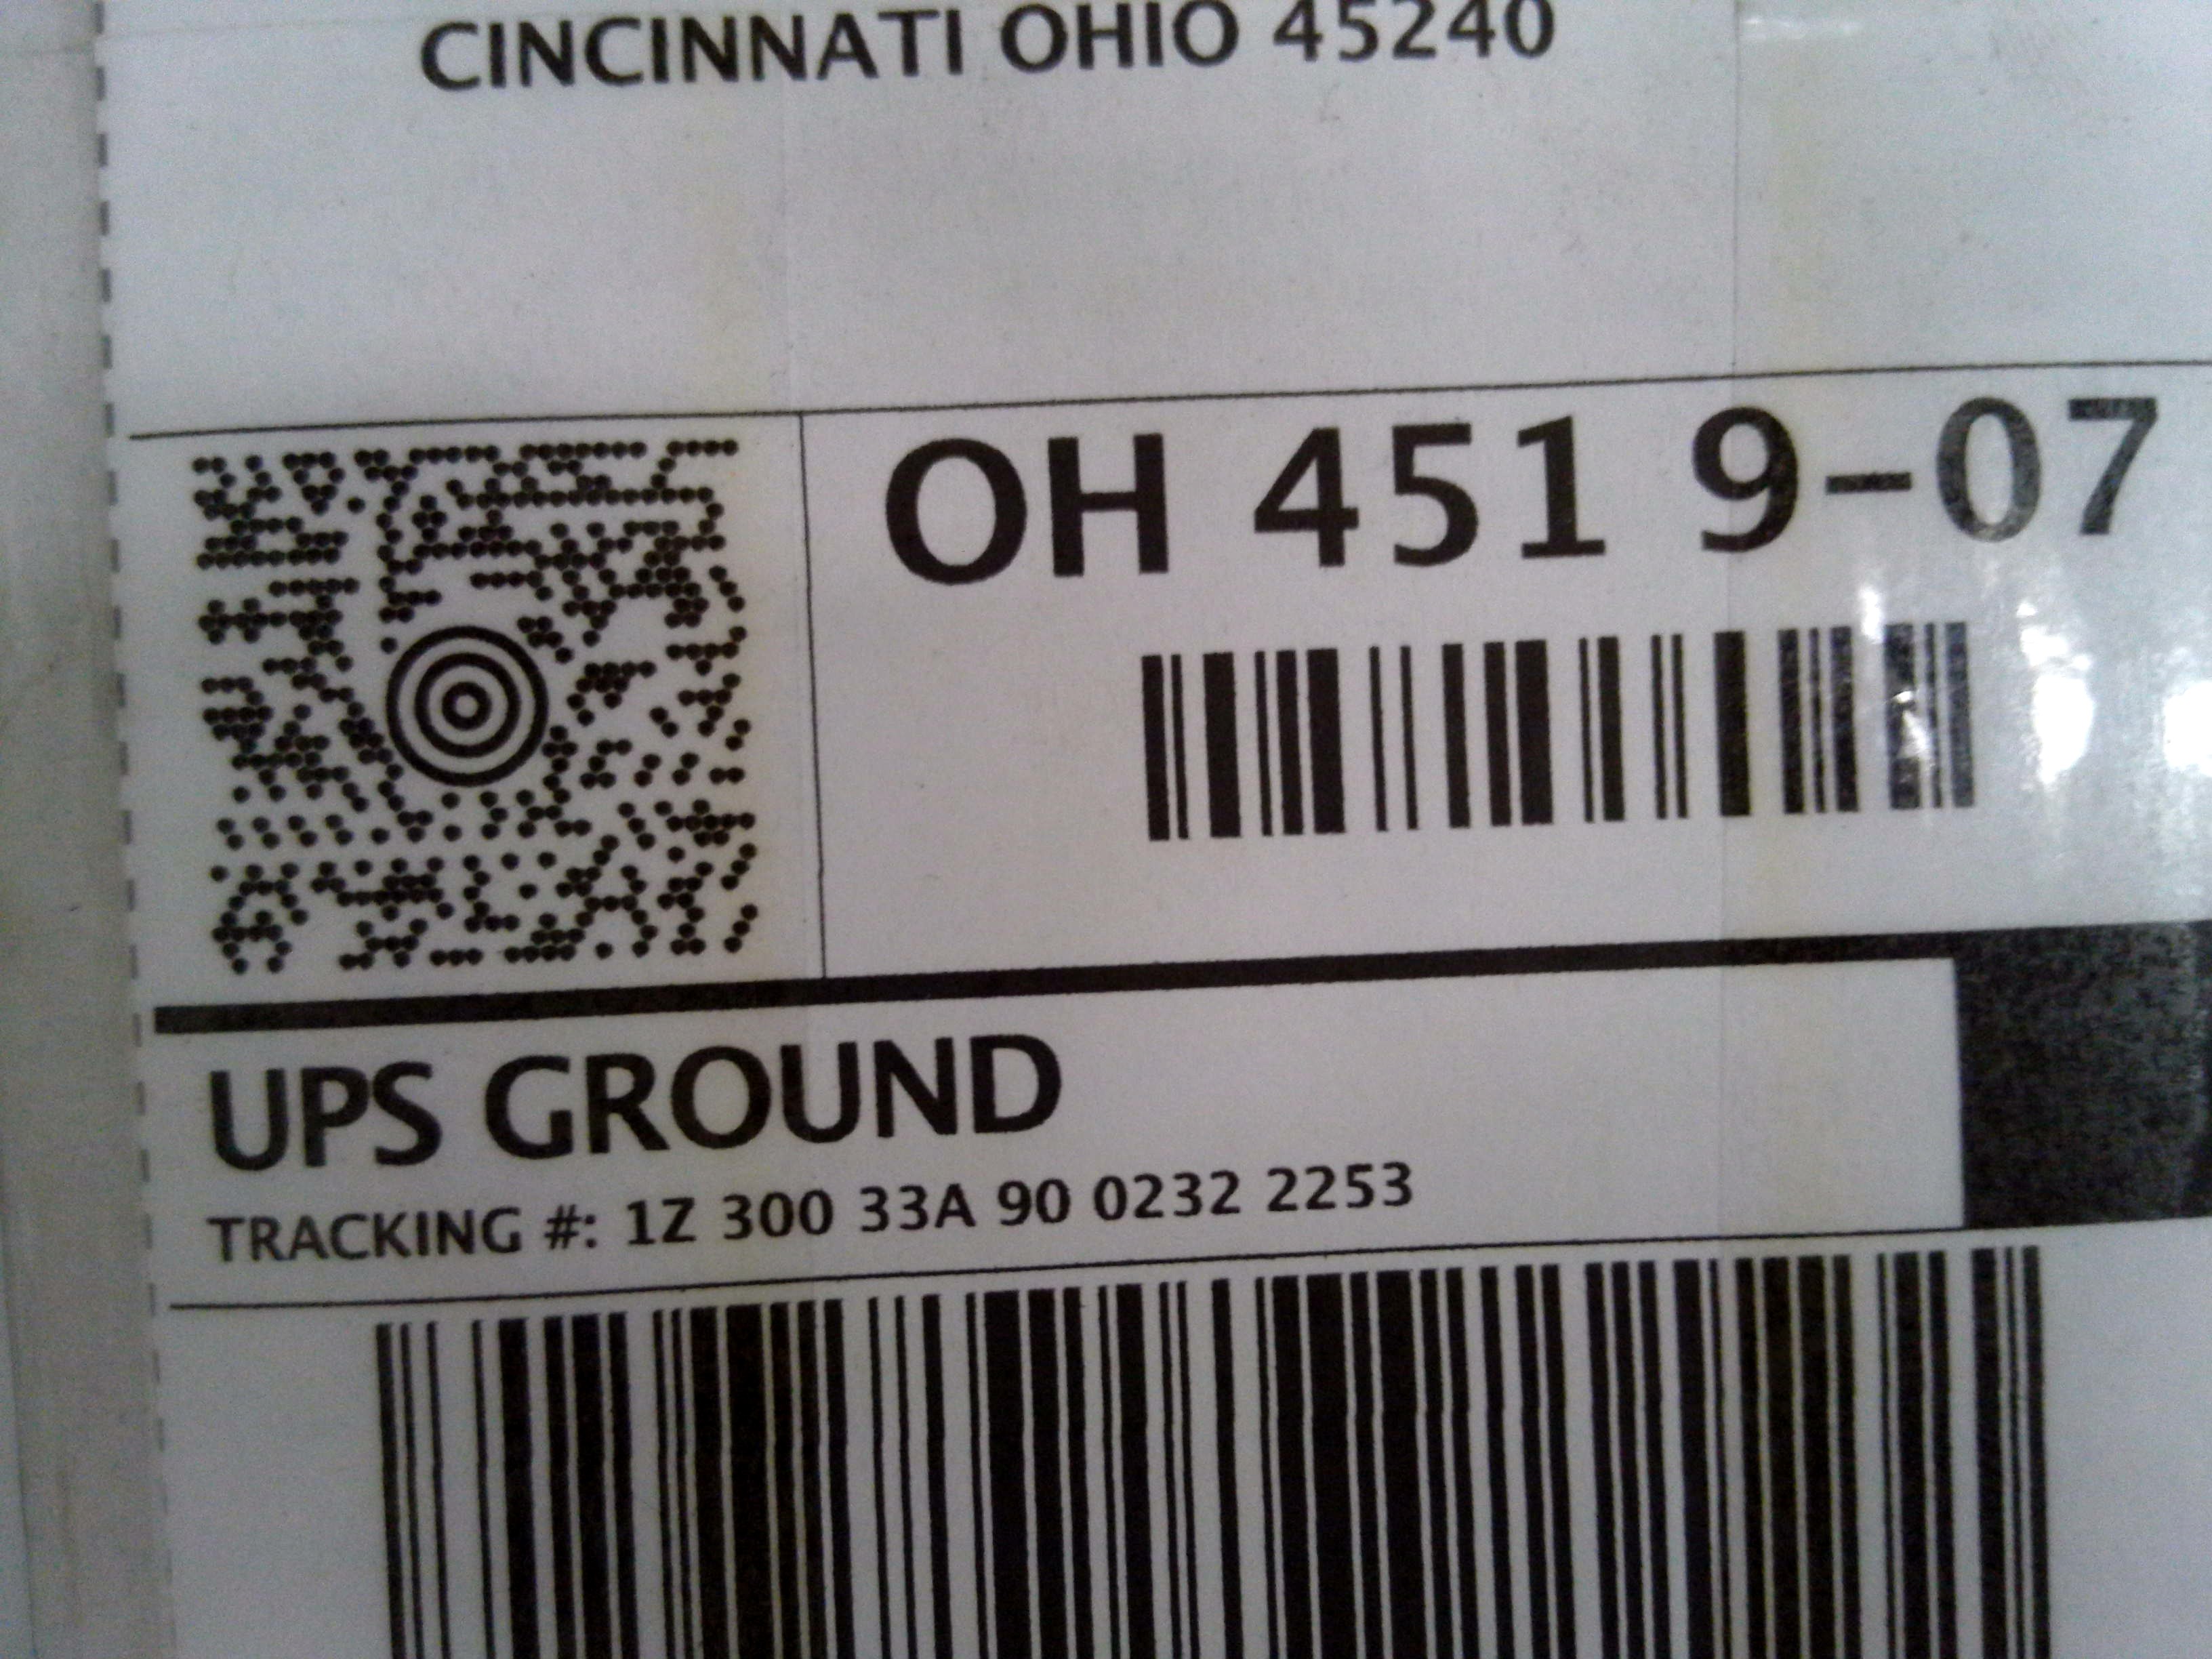 CINCINNATI OHIO 45240
OH 451 9-07
UPS GROUND
TRACKING #: 1Z 300 33A 90 0232 2253